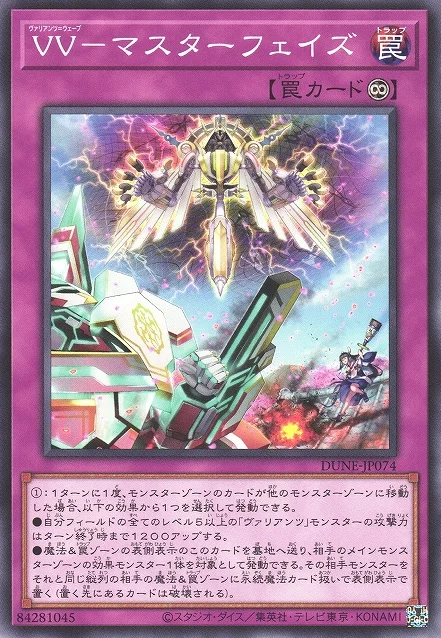 ヴァリアンツ=ウェーブ
VV－マスターフェイズ
トラップ
罠
トラップ
【罠カード∞】
DUNE-JP074
①：1ターンに1度、モンスターゾーンのカードが他のモンスターゾーンに移動
した場合、以下の効果から1つを選択して発動できる。
●自分フィールドの全てのレベル5以上の「ヴァリアンツ」モンスターの攻撃力
はターン終了時まで1200アップする。
●魔法&罠ゾーンの表側表示のこのカードを墓地へ送り、相手のメインモンス
ターゾーンの効果モンスター1体を対象として発動できる。その相手モンスターを
それと同じ縦列の相手の魔法&罠ゾーンに永続魔法カード扱いで表側表示で
置く(置く先にあるカードは破壊される)。
84281045
©スタジオ・ダイス／集英社・テレビ東京・KONAMI